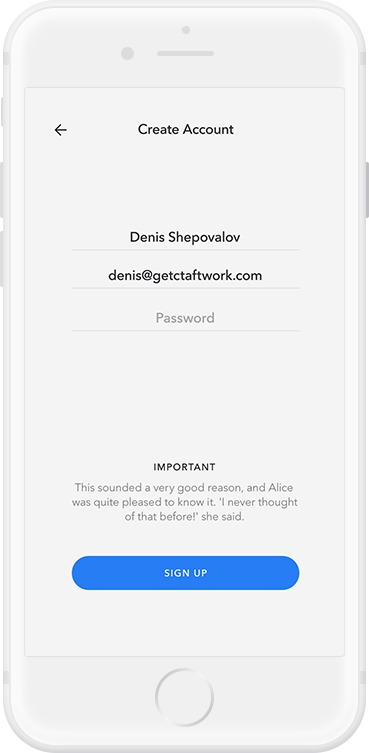 Create Account
Denis Shepovalov
denis@getctaftwork.com
Password
IMPORTANT
This sounded a very good reason, and Alice
was quite pleased to know it. 'I never thought
of that before!' she said.
SIGN UP